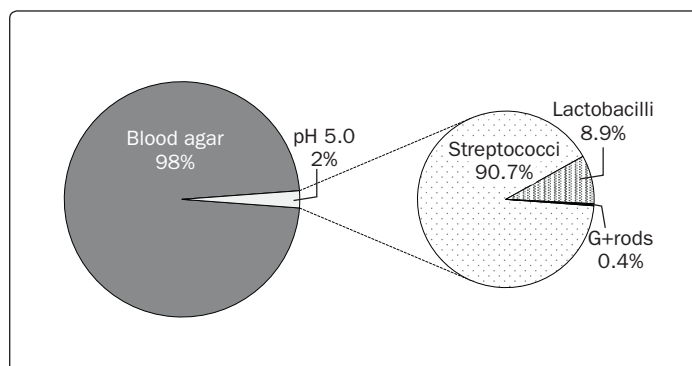 Blood agar
98%
pH 5.0
2%
Streptococci
90.7%
Lactobacilli
8.9%
G+rods
0.4%